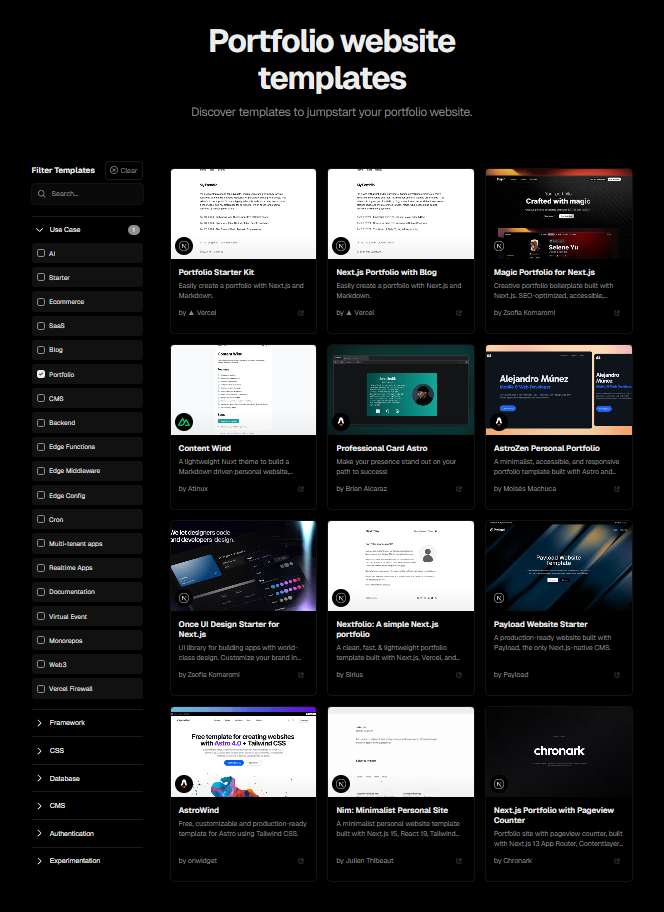 Portfolio website
templates
Discover templates to jumpstart your portfolio website.
Filter Templates
Clear
Search...
Use Case
1
AI
Starter
Ecommerce
SaaS
Blog
Portfolio
CMS
Backend
Edge Functions
Edge Middleware
Edge Config
Cron
Multi-tenant apps
Realtime Apps
Documentation
Virtual Event
Monorepos
Web3
Vercel Firewall
Framework
CSS
Database
CMS
Authentication
Experimentation
My Portfolio
Portfolio Starter Kit
Easily create a portfolio with Next.js and
Markdown.
by ▲ Vercel
My Portfolio
Next.js Portfolio with Blog
Easily create a portfolio with Next.js and
Markdown.
by ▲ Vercel
Your portfolio
Crafted with magic
Selene Yu
Magic Portfolio for Next.js
Creative portfolio boilerplate built with
Next.js. SEO-optimized, accessible,...
by Zsofia Komaromi
Content Wind
Content Wind
A lightweight Nuxt theme to build a
Markdown driven personal website,...
by Atinux
Professional Card Astro
Make your presence stand out on your
path to success!
by Brian Alcaraz
Alejandro Múnez
Mobile & Web Developer
Alejandro
Múnez
AstroZen Personal Portfolio
A minimalist, accessible, and responsive
portfolio template built with Astro and...
by Moisés Machuca
We let designers code
and developers design.
Once UI Design Starter for
Next.js
UI library for building apps with world-
class design. Customize your brand in...
by Zsofia Komaromi
Nextfolio: A simple Next.js
portfolio
A clean, fast, & lightweight portfolio
template built with Next.js, Vercel, and...
by Sirius
Payload
Payload Website
Template
Payload Website Starter
A production-ready website built with
Payload, the only Next.js-native CMS.
by Payload
Free template for creating websites
with Astro 4.0 + Tailwind CSS
AstroWind
Free, customizable and production-ready
template for Astro using Tailwind CSS.
by onwidget
Nim: Minimalist Personal Site
A minimalist personal website template
built with Next.js 15, React 19, Tailwind...
by Julien Thibeaut
chronark
Next.js Portfolio with Pageview
Counter
Portfolio site with pageview counter, built
with Next.js 13 App Router, Contentlayer...
by Chronark